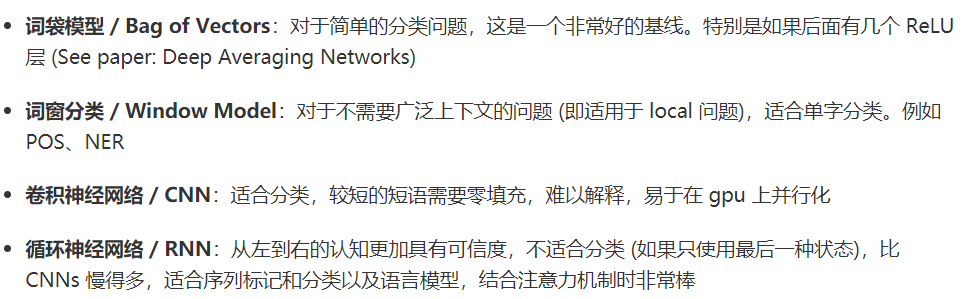 词袋模型 / Bag of Vectors：对于简单的分类问题，这是一个非常好的基线。特别是如果后面有几个 ReLU
层 (See paper: Deep Averaging Networks)
词窗分类 / Window Model：对于不需要广泛上下文的问题 (即适用于 local 问题)，适合单字分类。例如
POS、NER
卷积神经网络 / CNN：适合分类，较短的短语需要零填充，难以解释，易于在 gpu 上并行化
循环神经网络 / RNN：从左到右的认知更加具有可信度，不适合分类 (如果只使用最后一种状态)，比
CNNs 慢得多，适合序列标记和分类以及语言模型，结合注意力机制时非常棒